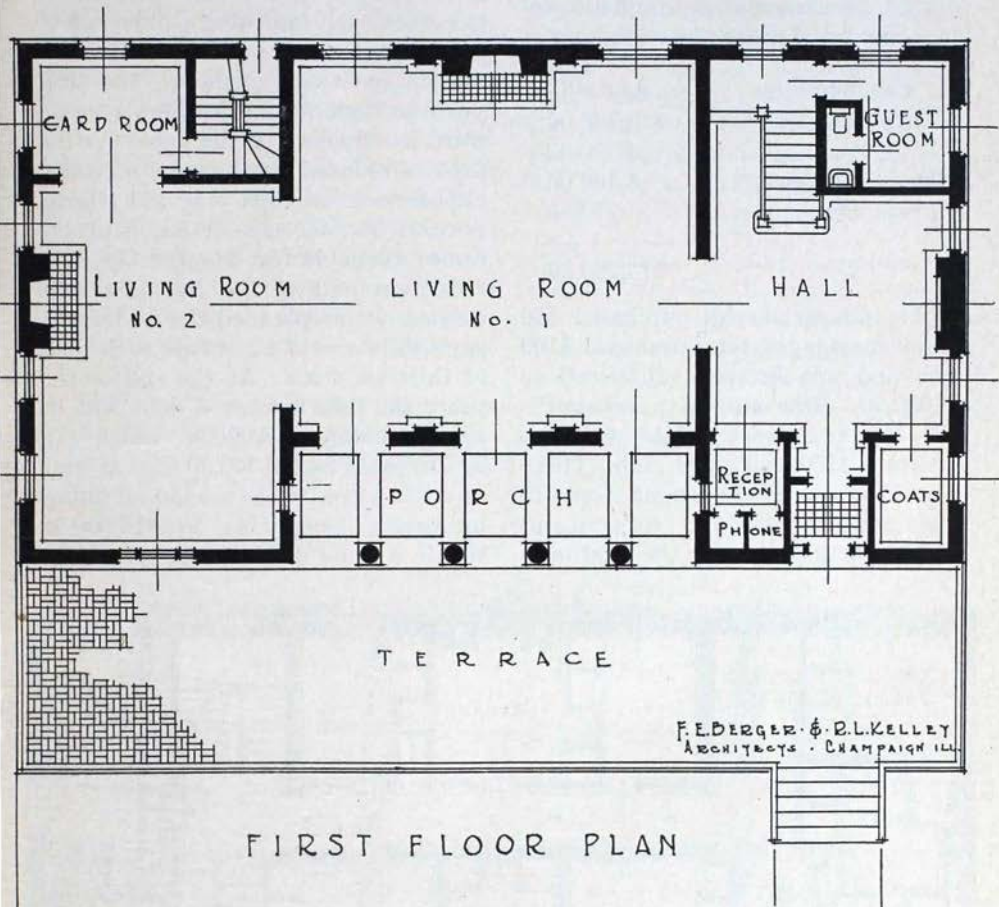 CARD ROOM
GUEST
ROOM
LIVING ROOM
No. 2
LIVING ROOM
No. 1
HALL
RECEP
TION
PHONE
COATS
PORCH
TERRACE
F. E. BERGER · & · R. L. KELLEY
ARCHITECTS · CHAMPAIGN ILL
FIRST FLOOR PLAN